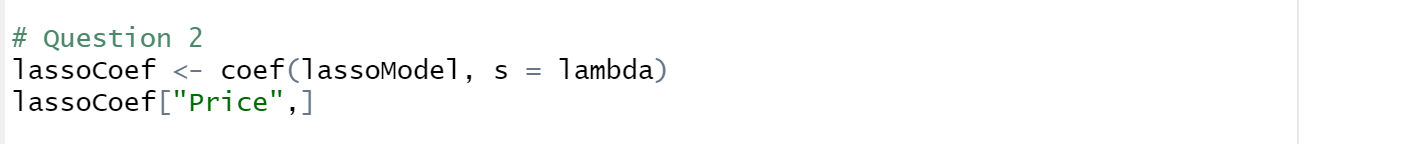 # Question 2
lassoCoef <- coef(lassoModel, s = lambda)
lassoCoef["Price",]